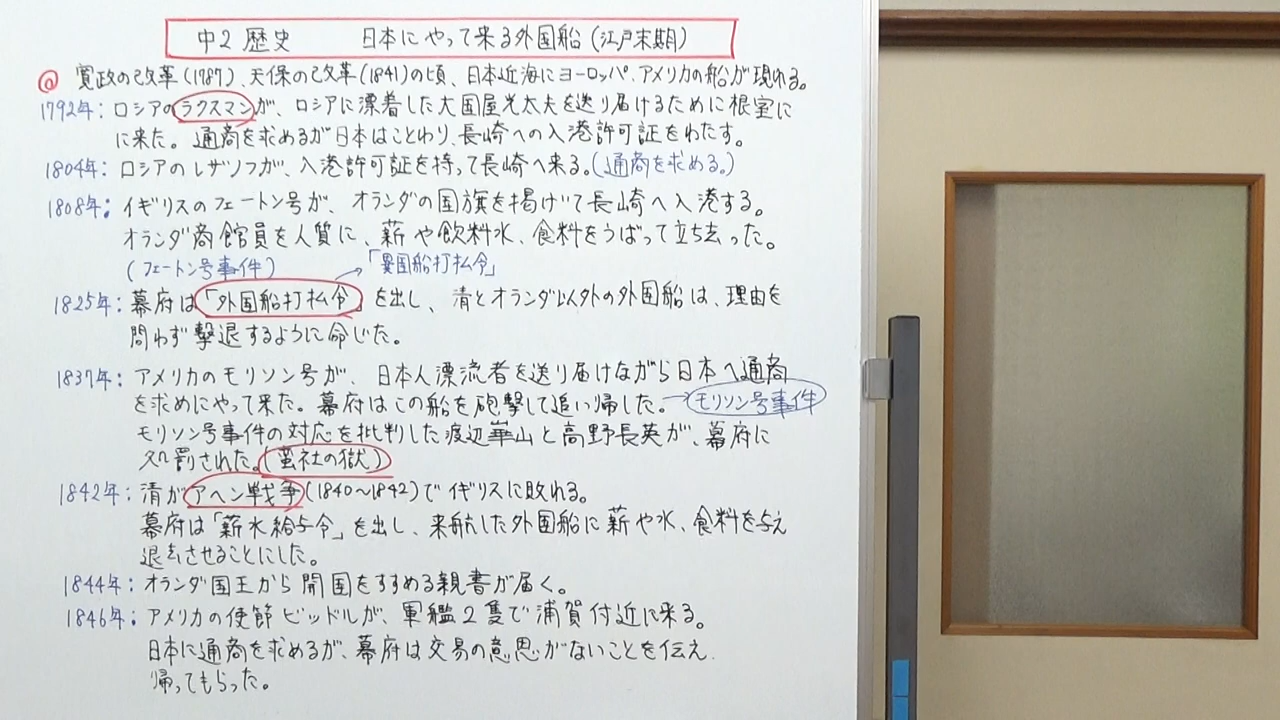 中2 歴史 日本にやって来る外国船(江戸末期)
@ 寛政の改革(1787)、天保の改革(1841)の頃、日本近海にヨーロッパ、アメリカの船が現れる。
1792年:ロシアのラクスマンが、ロシアに漂着した大国屋光太夫を送り届けるために根室に
に来た。通商を求めるが日本はことわり、長崎への入港許可証をわたす。
1804年:ロシアのレザノフが、入港許可証を持って長崎へ来る。(通商を求める。)
1808年:イギリスのフェートン号が、オランダの国旗を掲げて長崎へ入港する。
オランダ商館員を人質に、薪や飲料水、食料をうばって立ち去った。
(フェートン号事件) 「異国船打払令」
1825年:幕府は「外国船打払令」を出し、清とオランダ以外の外国船は、理由を
問わず撃退するように命じた。
1837年:アメリカのモリソン号が、日本人漂流者を送り届けながら日本へ通商
を求めにやって来た。幕府はこの船を砲撃して追い帰した。→モリソン号事件
モリソン号事件の対応を批判した渡辺崋山と高野長英が、幕府に
処罰された。(蛮社の獄)
1842年:清がアヘン戦争(1840〜1842)でイギリスに敗れる。
幕府は「薪水給与令」を出し、来航した外国船に薪や水、食料を与え
退去させることにした。
1844年:オランダ国王から開国をすすめる親書が届く。
1846年:アメリカの使節ビッドルが、軍艦2隻で浦賀付近に来る。
日本に通商を求めるが、幕府は交易の意思がないことを伝え
帰ってもらった。